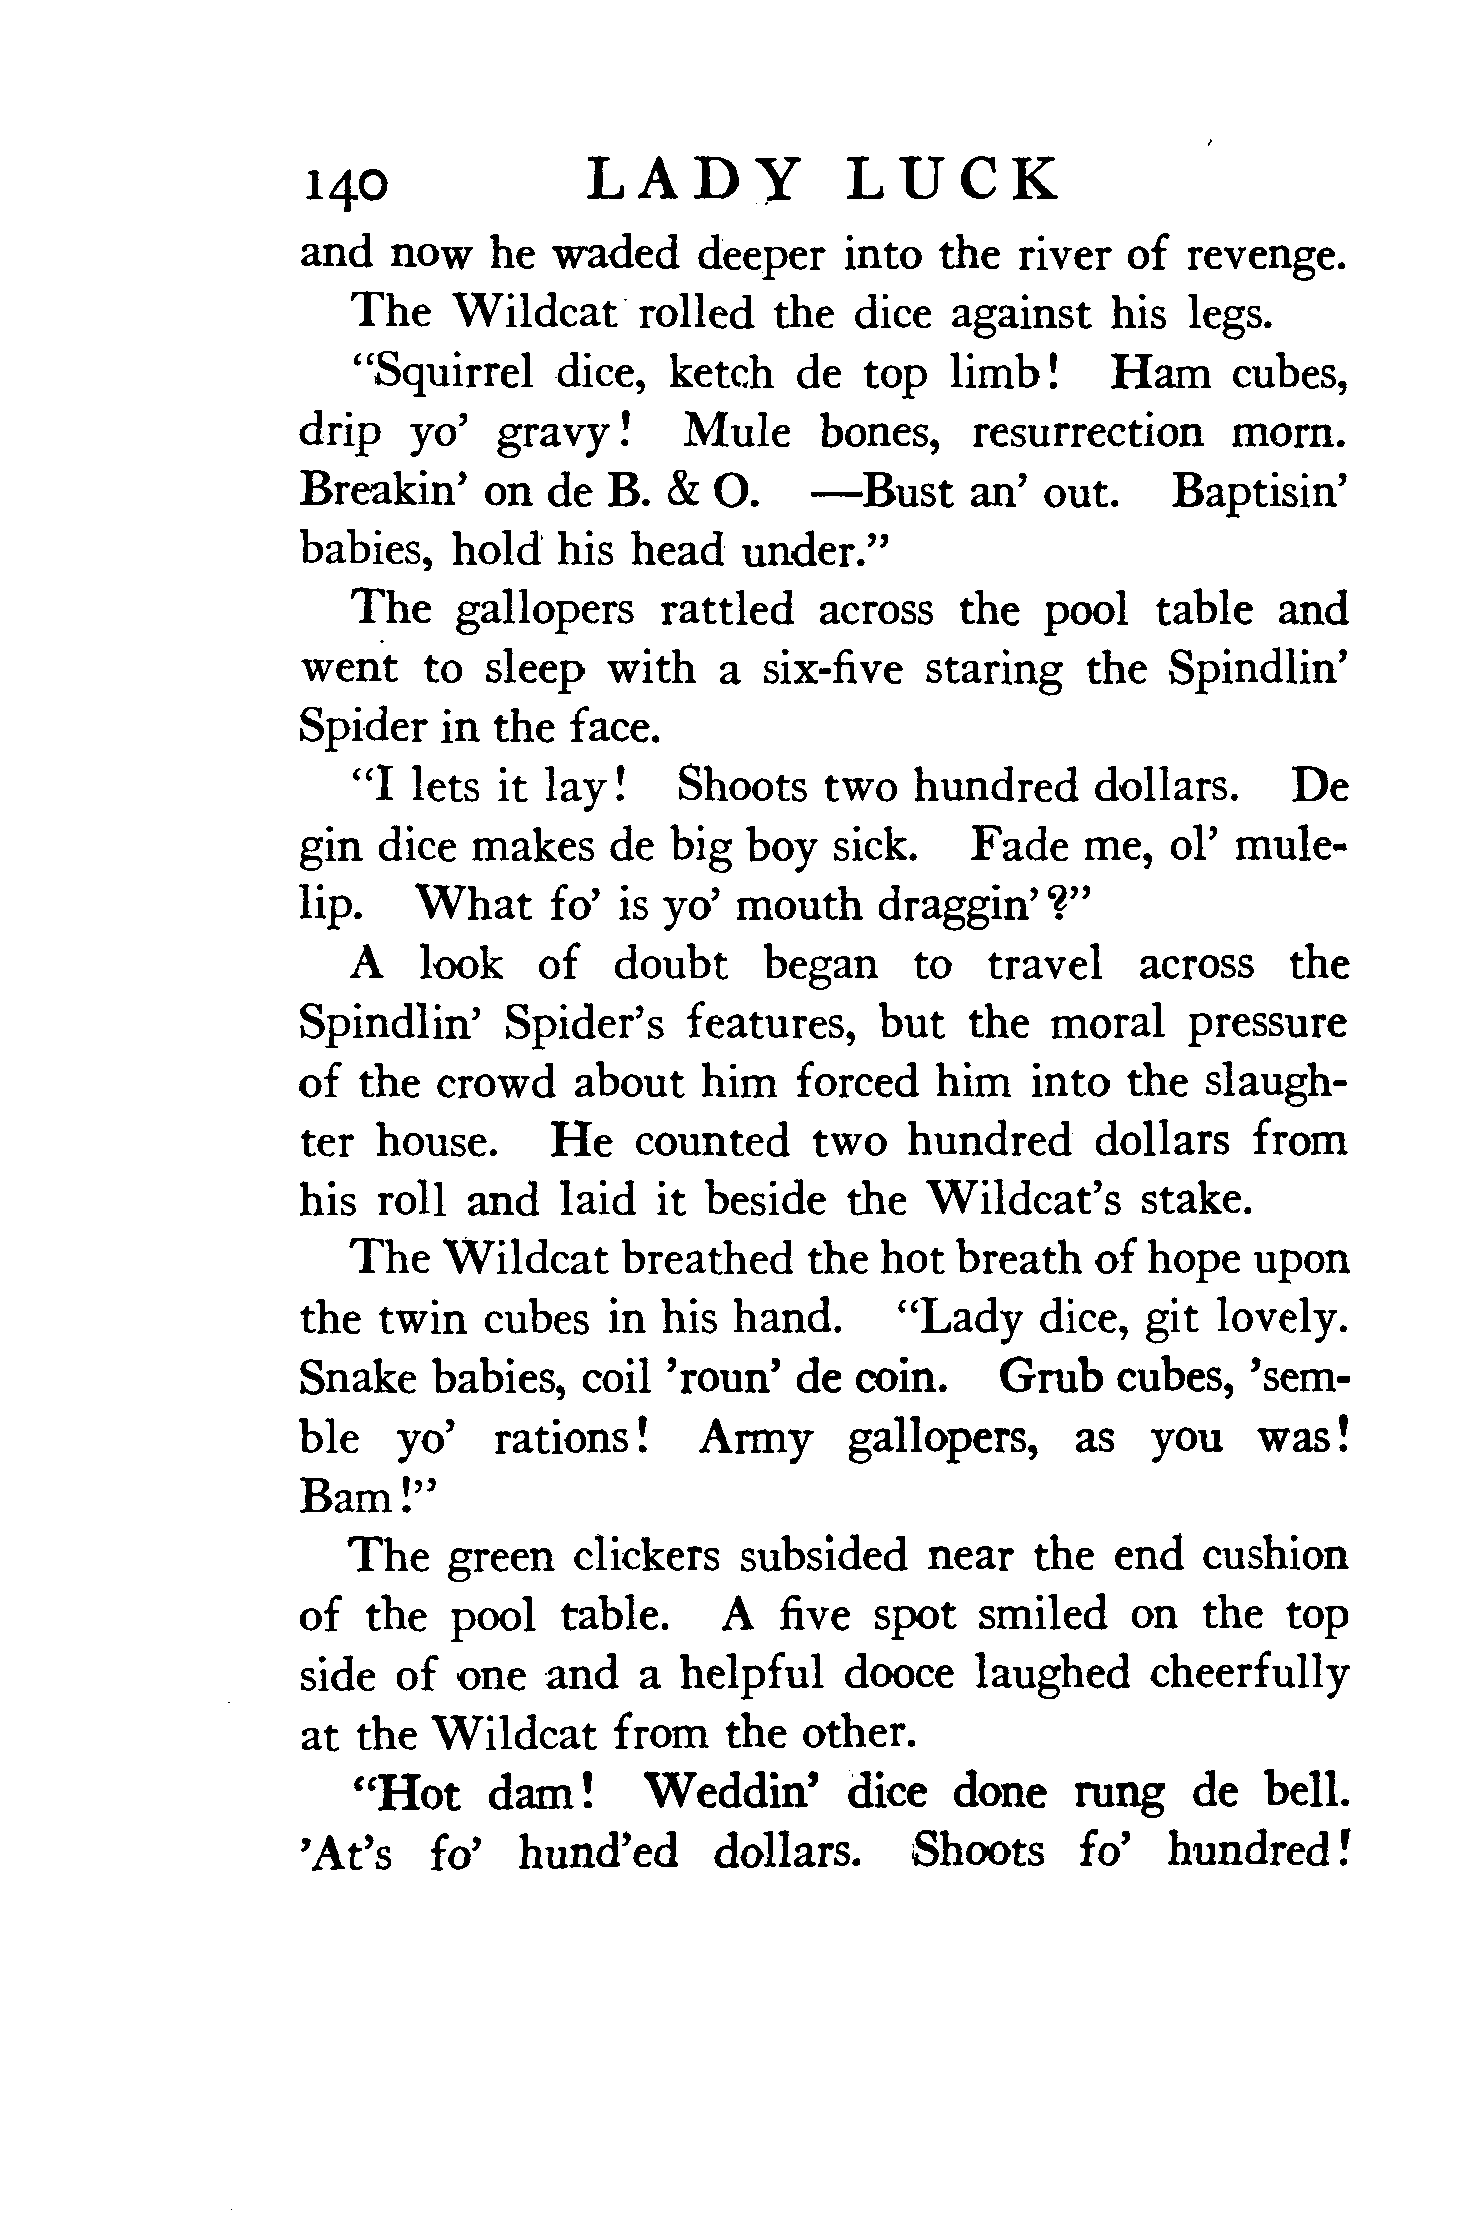 140 LADY LUCK
and now he waded deeper into the river of revenge.
The Wildcat rolled the dice against his legs.
“Squirrel dice, ketch de top limb! Ham cubes,
drip yo’ gravy! Mule bones, resurrection morn.
Breakin’ on de B. & O. —Bust an’ out. Baptisin’
babies, hold his head under.”
The gallopers rattled across the pool table and
went to sleep with a six-five staring the Spindlin’
Spider in the face.
“I lets it lay! Shoots two hundred dollars. De
gin dice makes de big boy sick. Fade me, ol’ mule-
lip. What fo’ is yo’ mouth draggin’?”
A look of doubt began to travel across the
Spindlin’ Spider’s features, but the moral pressure
of the crowd about him forced him into the slaugh-
ter house. He counted two hundred dollars from
his roll and laid it beside the Wildcat’s stake.
The Wildcat breathed the hot breath of hope upon
the twin cubes in his hand. “Lady dice, git lovely.
Snake babies, coil ’roun’ de coin. Grub cubes, ’sem-
ble yo’ rations! Army gallopers, as you was!
Bam!”
The green clickers subsided near the end cushion
of the pool table. A five spot smiled on the top
side of one and a helpful dooce laughed cheerfully
at the Wildcat from the other.
“Hot dam! Weddin’ dice done rung de bell.
’At’s fo’ hund’ed dollars. Shoots fo’ hundred!